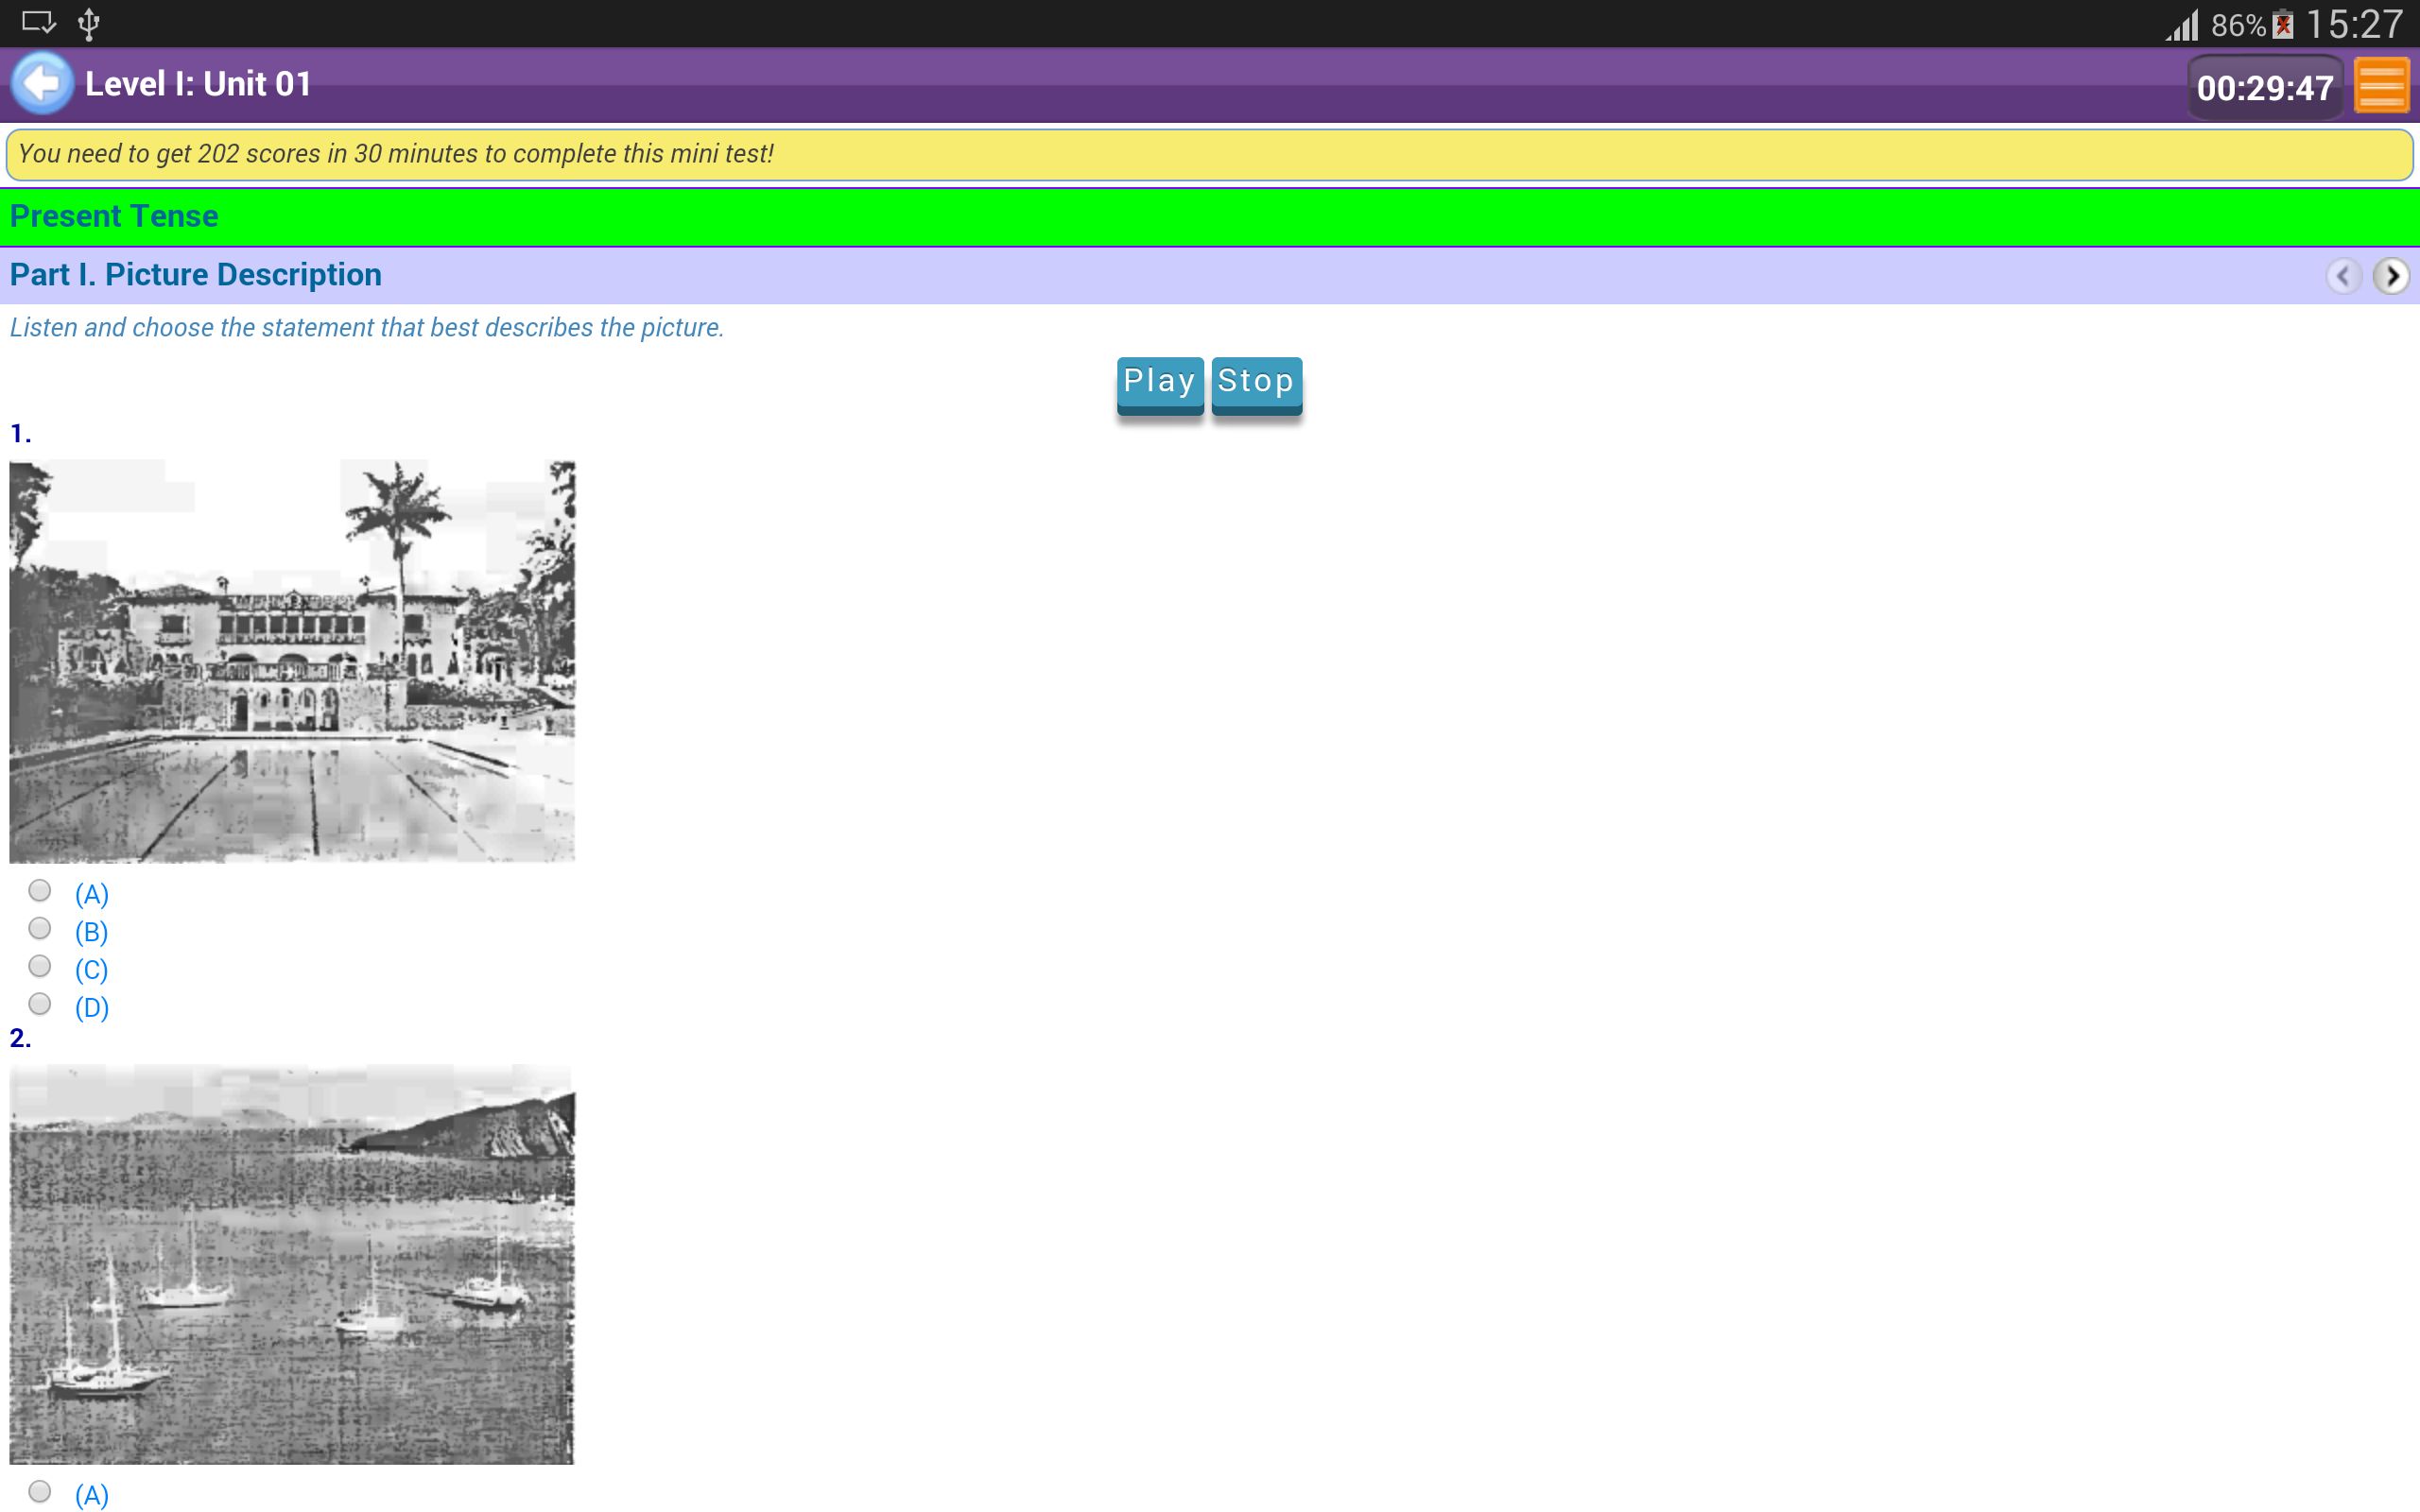 86% 15:27
Level I: Unit 01 00:29:47
You need to get 202 scores in 30 minutes to complete this mini test!
Present Tense
Part I. Picture Description
Listen and choose the statement that best describes the picture.
Play Stop
1.
(A)
(B)
(C)
(D)
2.
(A)